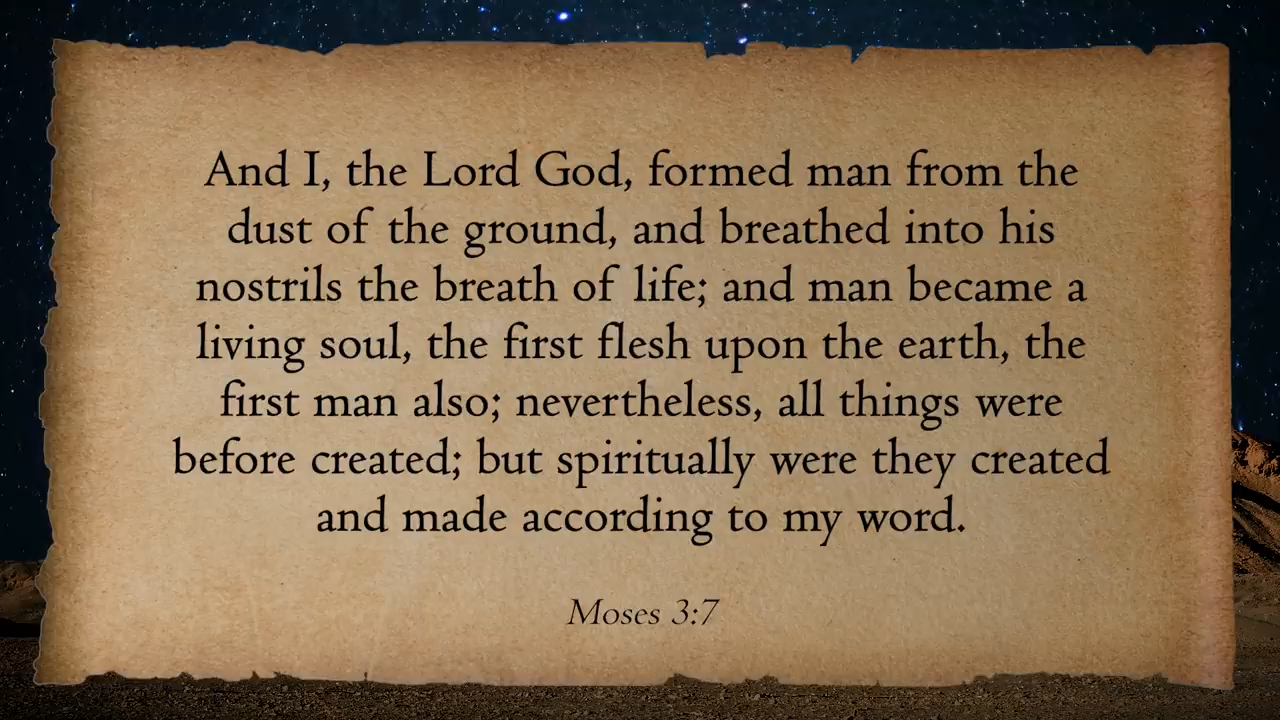 And I, the Lord God, formed man from the
dust of the ground, and breathed into his
nostrils the breath of life; and man became a
living soul, the first flesh upon the earth, the
first man also; nevertheless, all things were
before created; but spiritually were they created
and made according to my word.
Moses 3:7